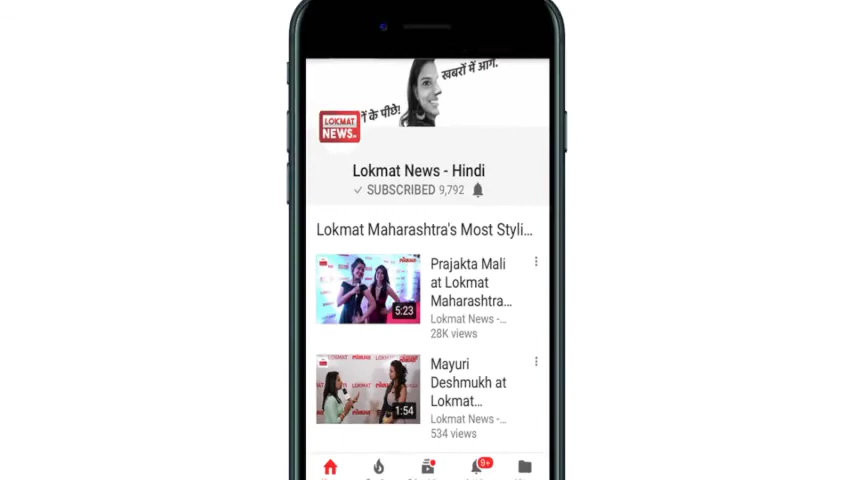 खबरों में आगे.
के पीछे!
LOKMAT
NEWS
Lokmat News - Hindi
SUBSCRIBED 9,792
Lokmat Maharashtra's Most Styli...
Prajakta Mali
at Lokmat
Maharashtra...
Lokmat News -...
28K views
5:23
LOKMAT
Mayuri
Deshmukh at
Lokmat...
Lokmat News -...
534 views
1:54
9+